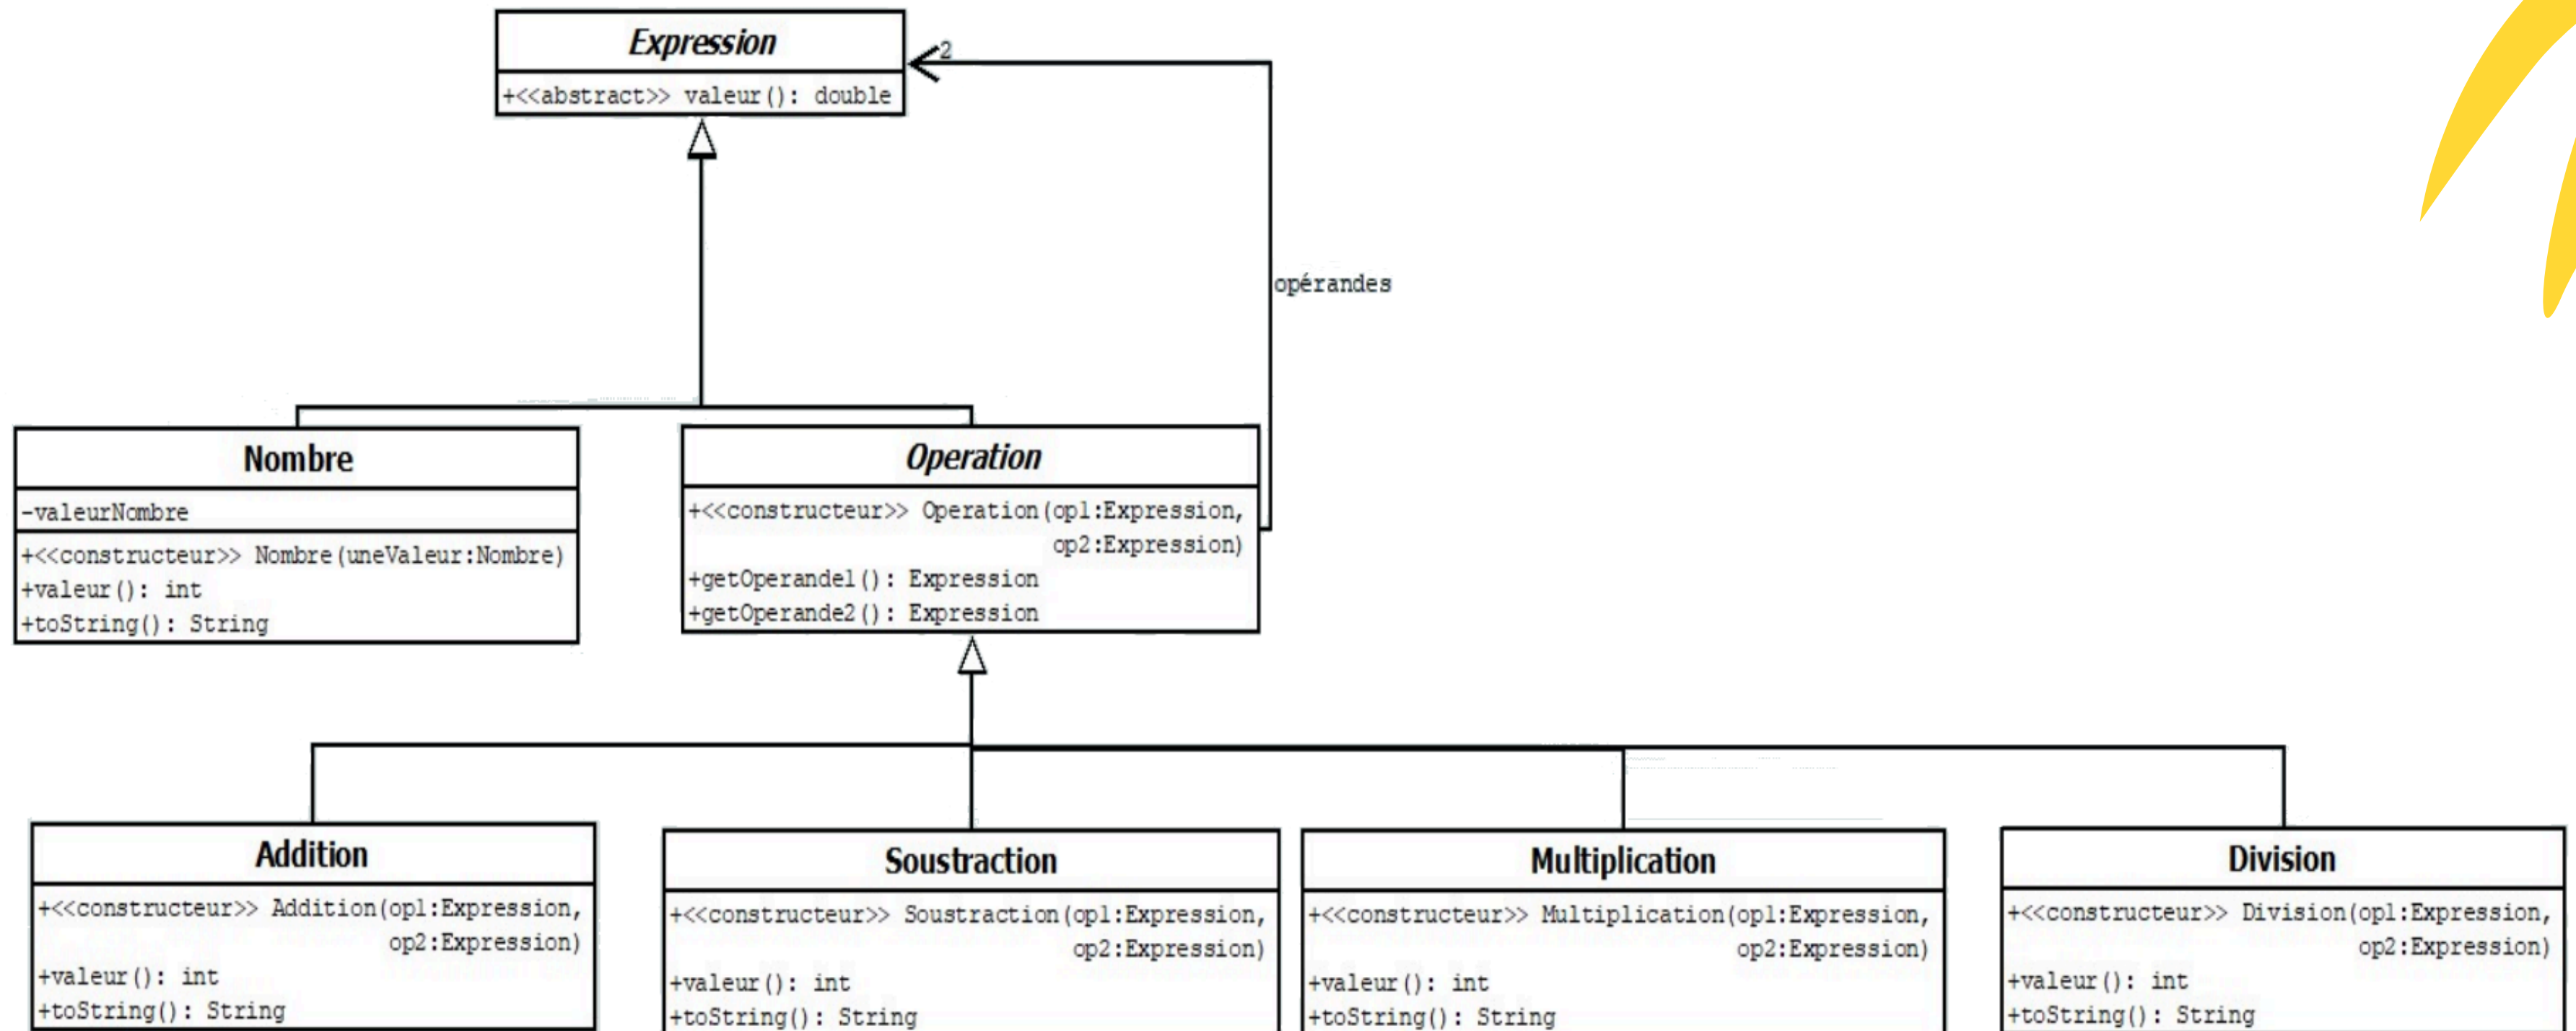 Expression
+<<abstract>> valeur(): double
2
opérandes
Nombre
-valeurNombre
+<<constructeur>> Nombre(uneValeur:Nombre)
+valeur(): int
+toString(): String
Operation
+<<constructeur>> Operation(op1:Expression,
op2:Expression)
+getOperande1(): Expression
+getOperande2(): Expression
Addition
+<<constructeur>> Addition(op1:Expression,
op2:Expression)
+valeur(): int
+toString(): String
Soustraction
+<<constructeur>> Soustraction(op1:Expression,
op2:Expression)
+valeur(): int
+toString(): String
Multiplication
+<<constructeur>> Multiplication(op1:Expression,
op2:Expression)
+valeur(): int
+toString(): String
Division
+<<constructeur>> Division(op1:Expression,
op2:Expression)
+valeur(): int
+toString(): String